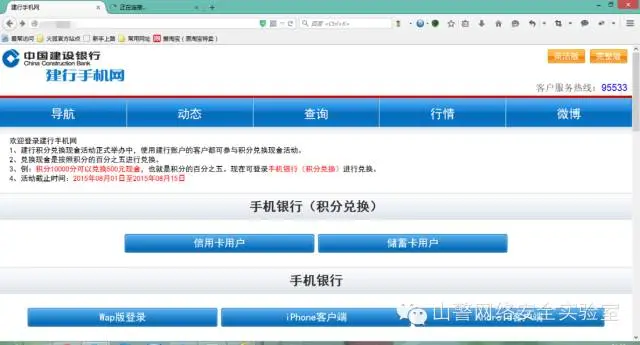 建行手机网
正在连接...
百度 <Ctrl+K>
最常访问 火狐官方站点 新手上路 常用网址 爱淘宝(原淘宝特卖)
中国建设银行
China Construction Bank
建行手机网
简洁版 完整版
客户服务热线：95533
导航 动态 查询 行情 微博
欢迎登录建行手机网
1、建行积分兑换现金活动正式举办中，使用建行账户的客户都可参与积分兑换现金活动。
2、兑换现金是按照积分的百分之五进行兑换。
3、例：积分10000分可以兑换500元现金，也就是积分的百分之五。现在可登录手机银行（积分兑换）进行兑换。
4、活动截止时间：2015年08月01日至2015年08月15日
手机银行（积分兑换）
信用卡用户 储蓄卡用户
手机银行
Wap版登录 iPhone客户端 客户端
山警网络安全实验室